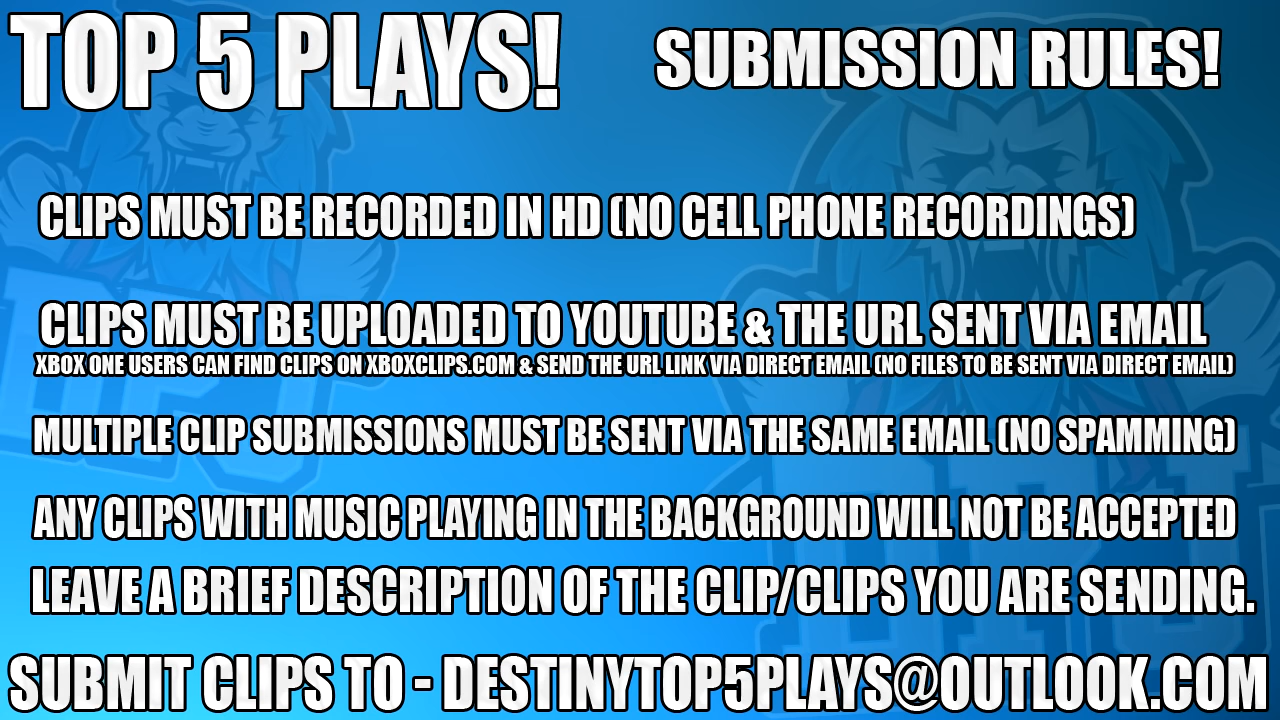 TOP 5 PLAYS!
SUBMISSION RULES!
CLIPS MUST BE RECORDED IN HD (NO CELL PHONE RECORDINGS)
CLIPS MUST BE UPLOADED TO YOUTUBE & THE URL SENT VIA EMAIL
XBOX ONE USERS CAN FIND CLIPS ON XBOXCLIPS.COM & SEND THE URL LINK VIA DIRECT EMAIL (NO FILES TO BE SENT VIA DIRECT EMAIL)
MULTIPLE CLIP SUBMISSIONS MUST BE SENT VIA THE SAME EMAIL (NO SPAMMING)
ANY CLIPS WITH MUSIC PLAYING IN THE BACKGROUND WILL NOT BE ACCEPTED
LEAVE A BRIEF DESCRIPTION OF THE CLIP/CLIPS YOU ARE SENDING.
SUBMIT CLIPS TO - DESTINYTOP5PLAYS@OUTLOOK.COM